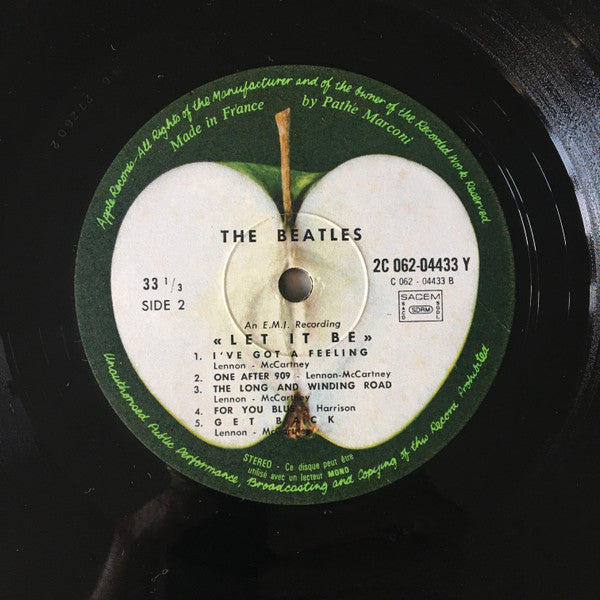 Apple Records-All Rights of the Manufacturer and of the Owner of the Recorded Work Reserved
Made in France by Pathé Marconi
THE BEATLES
33 1/3
SIDE 2
2C 062-04433 Y
C 062 - 04433 B
SACEM
SACD SDRM SGDL
An E.M.I. Recording
« LET IT BE »
1. I'VE GOT A FEELING
Lennon - McCartney
2. ONE AFTER 909 - Lennon-McCartney
3. THE LONG AND WINDING ROAD
Lennon - McCartney
4. FOR YOU BLUE - Harrison
5. GET BACK
Lennon - McCartney
STEREO - Ce disque peut être
utilisé avec un lecteur MONO
Unauthorised Public Performance, Broadcasting and Copying of this Record Prohibited